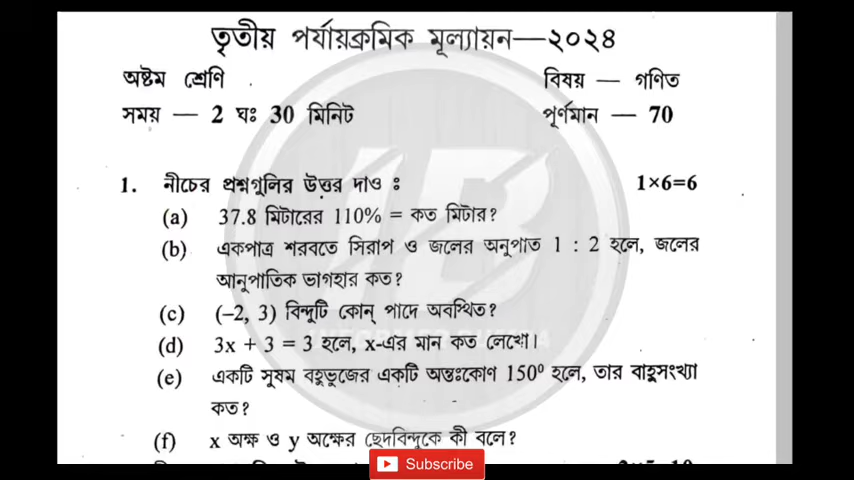 তৃতীয় পর্যায়ক্রমিক মূল্যায়ন—২০২৪
অষ্টম শ্রেণি বিষয় — গণিত
সময় — 2 ঘঃ 30 মিনিট পূর্ণমান — 70
1. নীচের প্রশ্নগুলির উত্তর দাও ঃ 1×6=6
(a) 37.8 মিটারের 110% = কত মিটার?
(b) একপাত্র শরবতে সিরাপ ও জলের অনুপাত 1 : 2 হলে, জলের
আনুপাতিক ভাগহার কত?
(c) (–2, 3) বিন্দুটি কোন্ পাদে অবস্থিত?
(d) 3x + 3 = 3 হলে, x-এর মান কত লেখো।
(e) একটি সুষম বহুভুজের একটি অন্তঃকোণ 150⁰ হলে, তার বাহুসংখ্যা
কত?
(f) x অক্ষ ও y অক্ষের ছেদবিন্দুকে কী বলে?
Subscribe